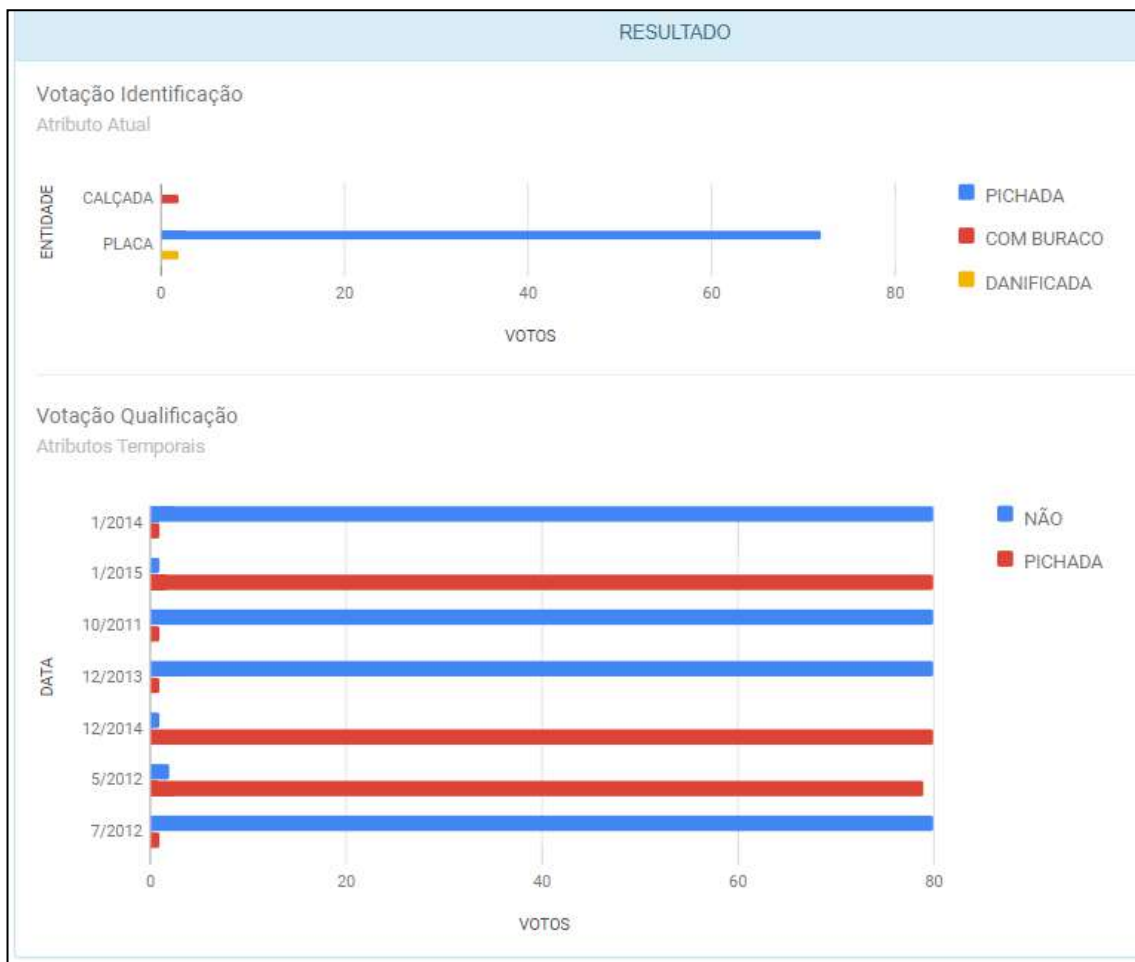 RESULTADO
Votação Identificação
Atributo Atual
ENTIDADE
CALÇADA
PLACA
0 20 40 60 80
VOTOS
PICHADA
COM BURACO
DANIFICADA
Votação Qualificação
Atributos Temporais
DATA
1/2014
1/2015
10/2011
12/2013
12/2014
5/2012
7/2012
0 20 40 60 80
VOTOS
NÃO
PICHADA